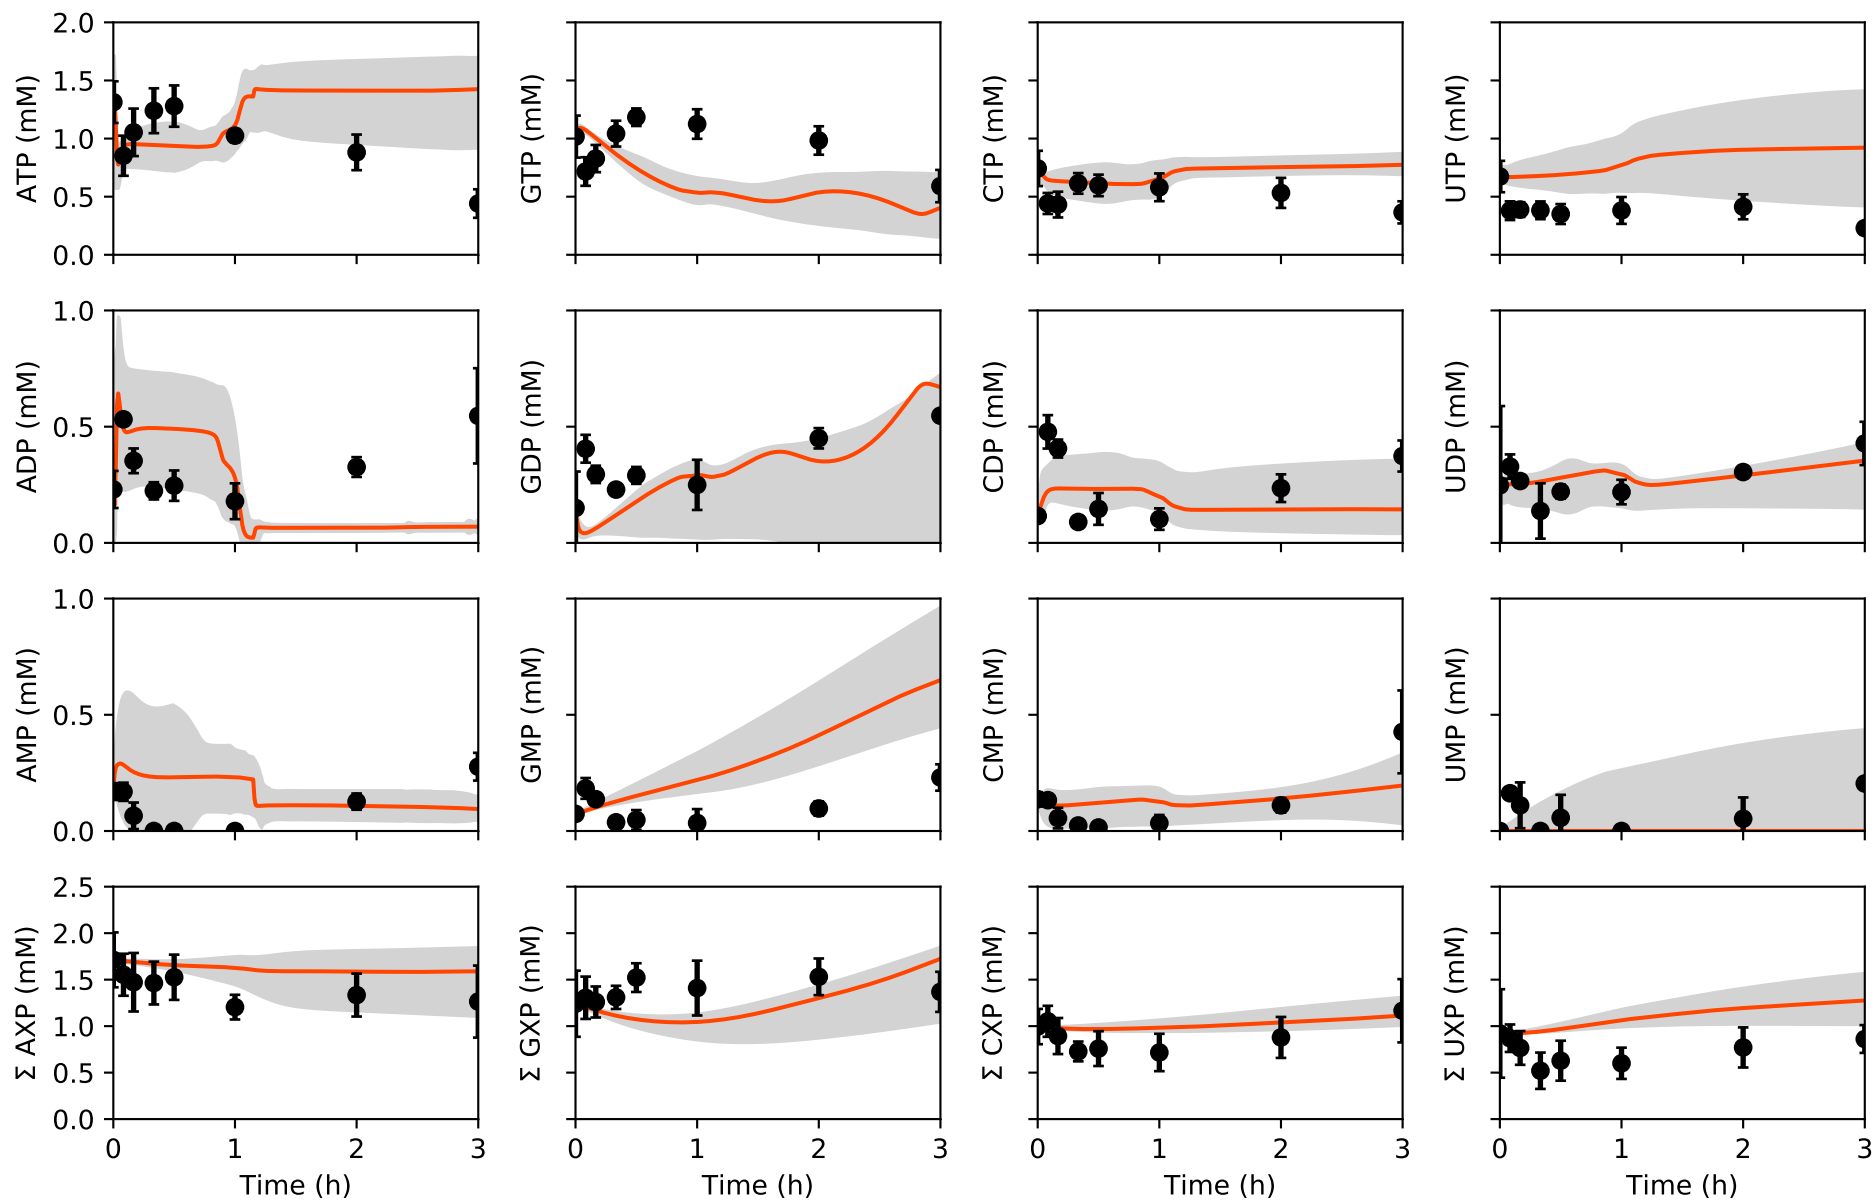 2.0
1.5
1.0
0.5
0.0
ATP (mM)
GTP (mM)
CTP (mM)
UTP (mM)
1.0
0.5
0.0
ADP (mM)
GDP (mM)
CDP (mM)
UDP (mM)
1.0
0.5
0.0
AMP (mM)
GMP (mM)
CMP (mM)
UMP (mM)
2.5
2.0
1.5
1.0
0.5
0.0
Σ AXP (mM)
Σ GXP (mM)
Σ CXP (mM)
Σ UXP (mM)
0 1 2 3 0 1 2 3 0 1 2 3 0 1 2 3
Time (h) Time (h) Time (h) Time (h)